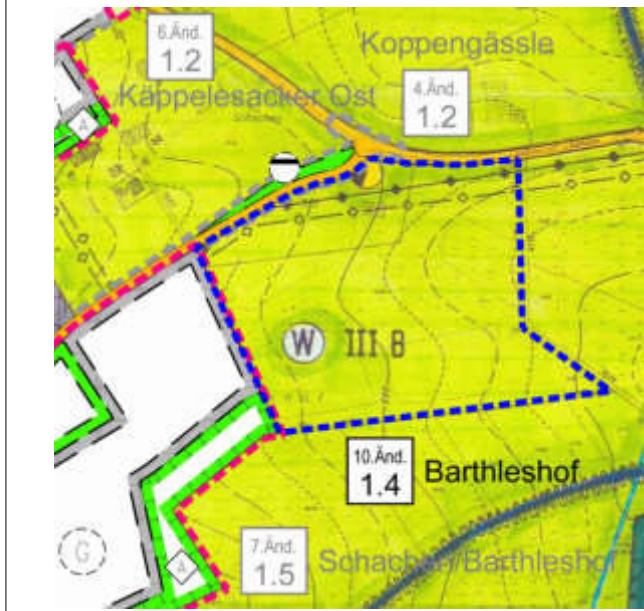 6.Änd.
1.2
Koppengässle
Käppelesäcker Ost
4.Änd.
1.2
A
W III B
10.Änd.
1.4
Barthleshof
G
A
7.Änd.
1.5
Schachen/Barthleshof